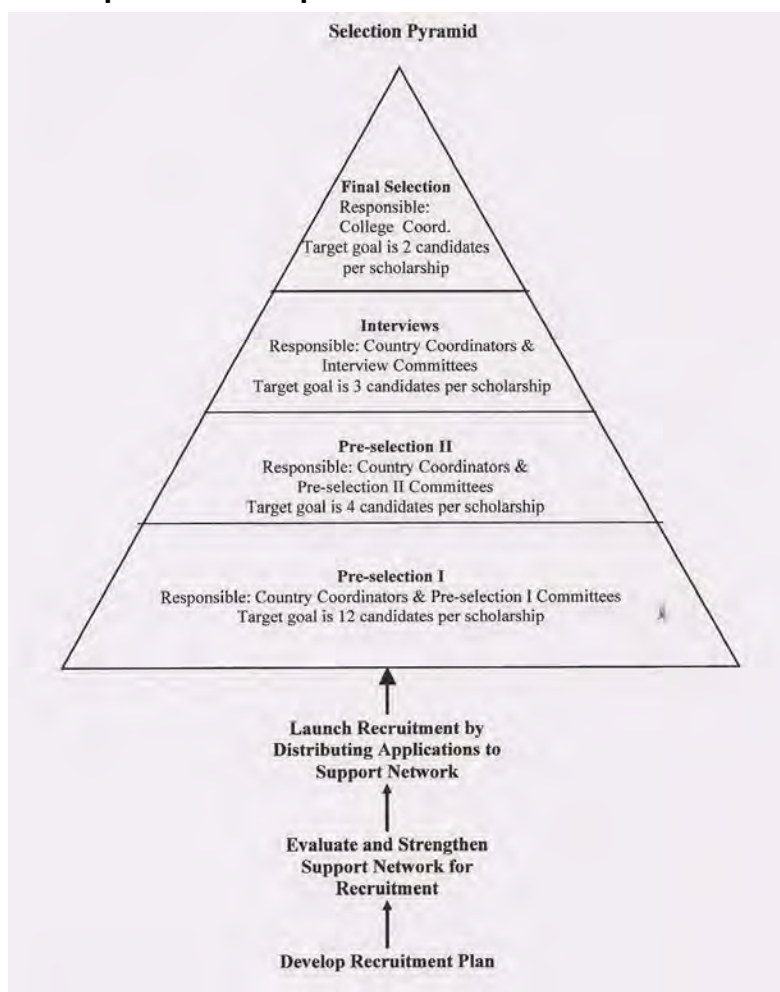 Selection Pyramid
Final Selection
Responsible:
College Coord.
Target goal is 2 candidates
per scholarship
Interviews
Responsible: Country Coordinators &
Interview Committees
Target goal is 3 candidates per scholarship
Pre-selection II
Responsible: Country Coordinators &
Pre-selection II Committees
Target goal is 4 candidates per scholarship
Pre-selection I
Responsible: Country Coordinators & Pre-selection I Committees
Target goal is 12 candidates per scholarship
Launch Recruitment by
Distributing Applications to
Support Network
Evaluate and Strengthen
Support Network for
Recruitment
Develop Recruitment Plan